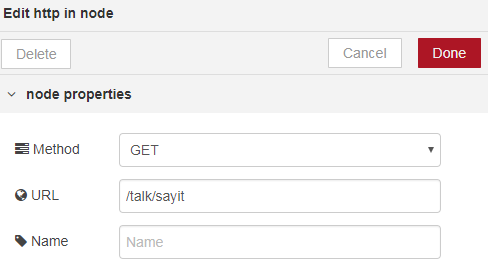 Edit http in node
Delete Cancel Done
node properties
Method GET
URL /talk/sayit
Name Name